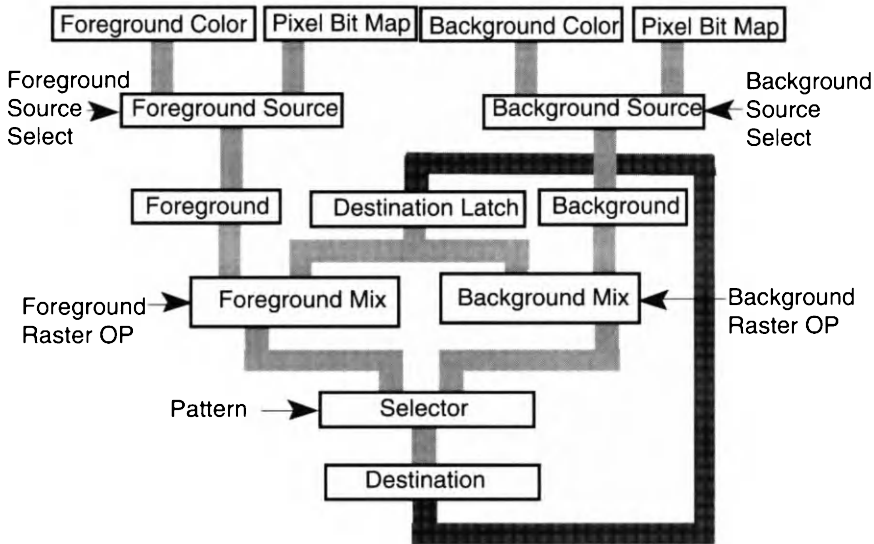 Foreground Color
Pixel Bit Map
Background Color
Pixel Bit Map
Foreground
Source
Select
Foreground Source
Background Source
Background
Source
Select
Foreground
Destination Latch
Background
Foreground
Raster OP
Foreground Mix
Background Mix
Background
Raster OP
Pattern
Selector
Destination